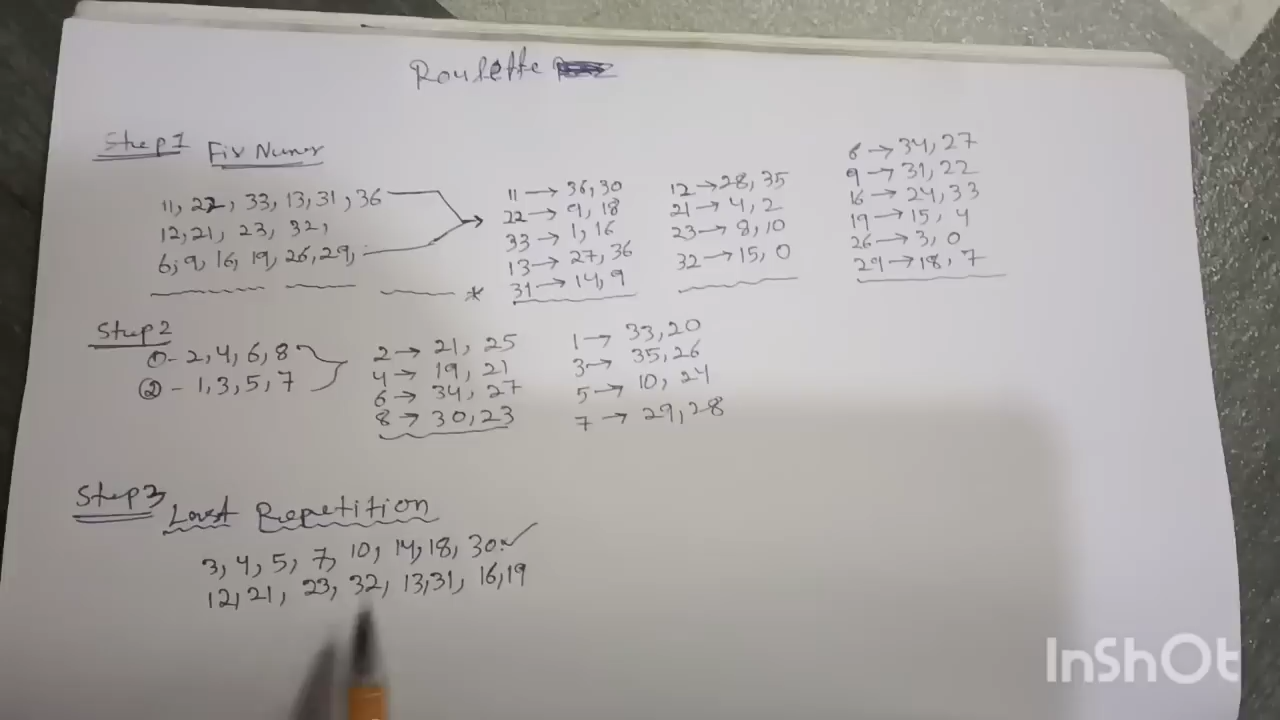 Roulette
Step 1 Fix Numer
11, 22, 33, 13, 31, 36
12, 21, 23, 32,
6, 9, 16, 19, 26, 29,
11 → 36, 30
22 → 9, 18
33 → 1, 16
13 → 27, 36
* 31 → 14, 9
12 → 28, 35
21 → 4, 2
23 → 8, 10
32 → 15, 0
6 → 34, 27
9 → 31, 22
16 → 24, 33
19 → 15, 4
26 → 3, 0
29 → 18, 7
Step 2
① - 2, 4, 6, 8
② - 1, 3, 5, 7
2 → 21, 25
4 → 19, 21
6 → 34, 27
8 → 30, 23
1 → 33, 20
3 → 35, 26
5 → 10, 24
7 → 29, 28
Step 3 Last Repetition
3, 4, 5, 7, 10, 14, 18, 30 ✓
12, 21, 23, 32, 13, 31, 16, 19
InShOt